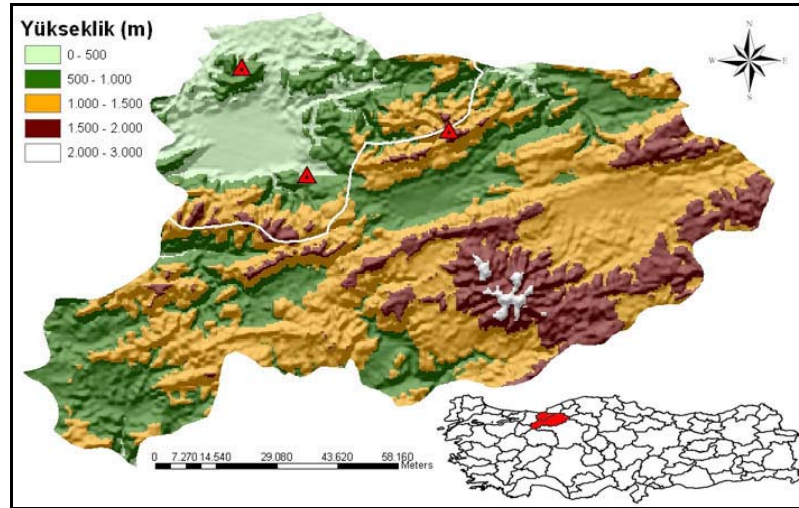 Yükseklik (m)
0 - 500
500 - 1.000
1.000 - 1.500
1.500 - 2.000
2.000 - 3.000
N
W E
S
0 7.270 14.540 29.080 43.620 58.160
Meters